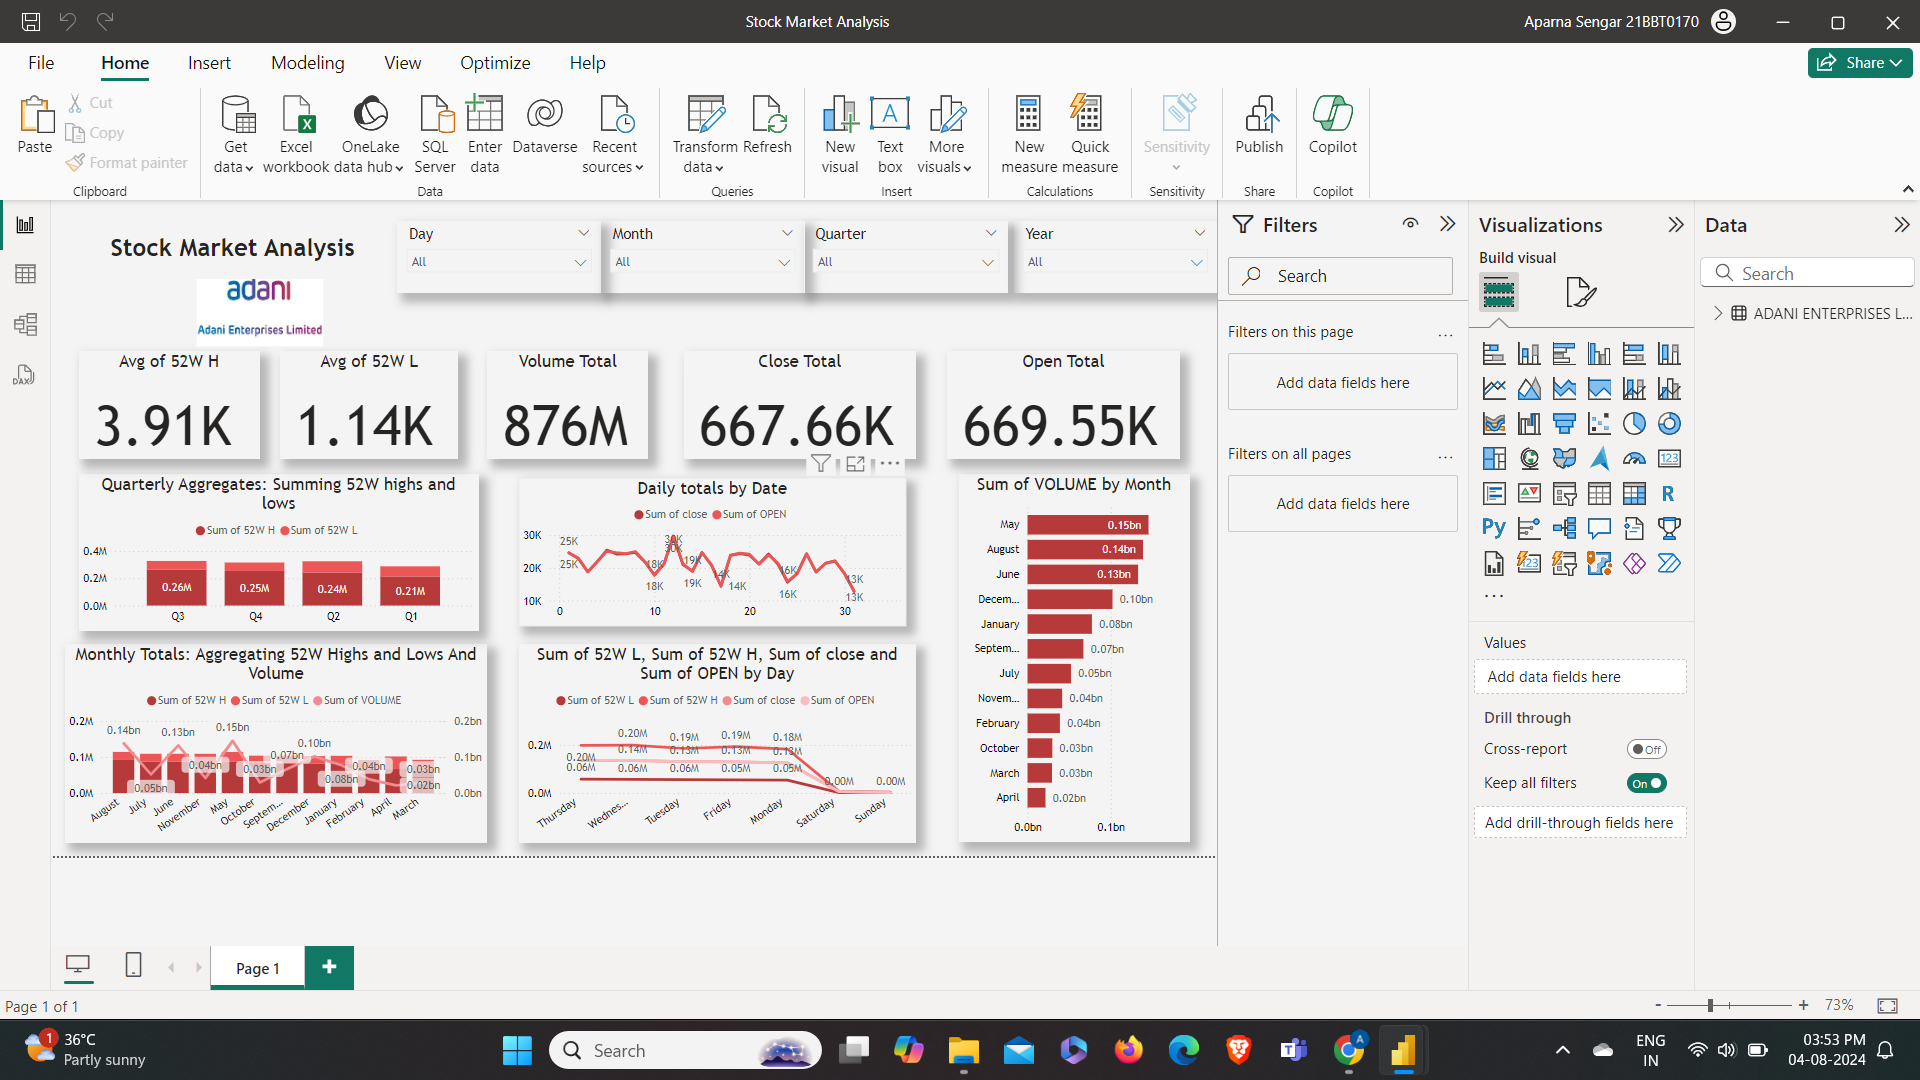 Stock Market Analysis
Aparna Sengar 21BBT0170
File Home Insert Modeling View Optimize Help
Share
Paste
Cut
Copy
Format painter
Clipboard
Get data
Excel workbook
OneLake data hub
SQL Server
Enter data
Dataverse
Recent sources
Data
Transform data
Refresh
Queries
New visual
Text box
More visuals
Insert
New measure
Quick measure
Calculations
Sensitivity
Sensitivity
Publish
Share
Copilot
Copilot
Stock Market Analysis
adani
Adani Enterprises Limited
Day
All
Month
All
Quarter
All
Year
All
Avg of 52W H
3.91K
Avg of 52W L
1.14K
Volume Total
876M
Close Total
667.66K
Open Total
669.55K
Quarterly Aggregates: Summing 52W highs and
lows
Sum of 52W H Sum of 52W L
0.4M
0.2M
0.0M
0.26M 0.25M 0.24M 0.21M
Q3 Q4 Q2 Q1
Daily totals by Date
Sum of close Sum of OPEN
30K
20K
10K
25K
25K
18K
18K
30K
19K
19K
14K
14K
16K
16K
13K
13K
0 10 20 30
Sum of VOLUME by Month
May 0.15bn
August 0.14bn
June 0.13bn
Decem... 0.10bn
January 0.08bn
Septem... 0.07bn
July 0.05bn
Novem... 0.04bn
February 0.04bn
October 0.03bn
March 0.03bn
April 0.02bn
0.0bn 0.1bn
Monthly Totals: Aggregating 52W Highs and Lows And
Volume
Sum of 52W H Sum of 52W L Sum of VOLUME
0.2M
0.1M
0.0M
0.14bn 0.05bn 0.13bn 0.04bn 0.15bn 0.03bn 0.07bn 0.10bn 0.08bn 0.04bn 0.02bn 0.03bn
0.2bn
0.1bn
0.0bn
August July June November May October Septem... December January February April March
Sum of 52W L, Sum of 52W H, Sum of close and
Sum of OPEN by Day
Sum of 52W L Sum of 52W H Sum of close Sum of OPEN
0.2M
0.0M
0.20M 0.20M 0.19M 0.19M 0.18M
0.14M 0.13M 0.13M 0.13M
0.06M 0.06M 0.06M 0.05M 0.05M 0.00M 0.00M
Thursday Wednes... Tuesday Friday Monday Saturday Sunday
Filters
Search
Filters on this page
...
Add data fields here
Filters on all pages
...
Add data fields here
Visualizations
Build visual
123
R
Py
123
...
Values
Add data fields here
Drill through
Cross-report Off
Keep all filters On
Add drill-through fields here
Data
Search
ADANI ENTERPRISES L...
DAX
Page 1
+
Page 1 of 1
- + 73%
1
36°C
Partly sunny
Search
A
ENG
IN
03:53 PM
04-08-2024